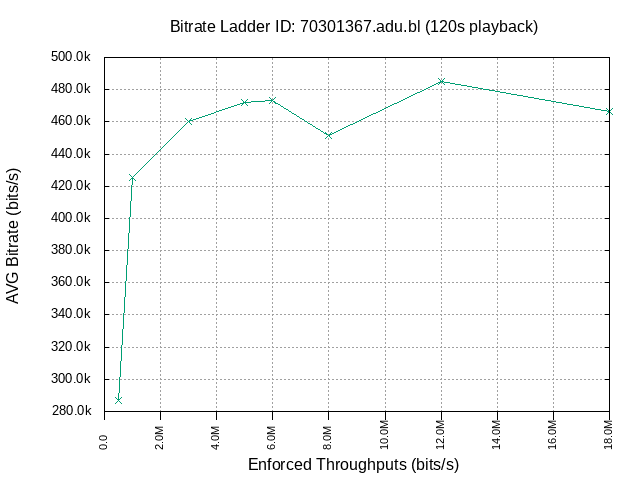 Bitrate Ladder ID: 70301367.adu.bl (120s playback)
500.0k
480.0k
460.0k
440.0k
420.0k
400.0k
380.0k
360.0k
340.0k
320.0k
300.0k
280.0k
AVG Bitrate (bits/s)
0.0
2.0M
4.0M
6.0M
8.0M
10.0M
12.0M
14.0M
16.0M
18.0M
Enforced Throughputs (bits/s)